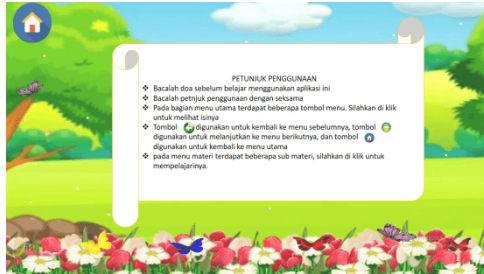 PETUNJUK PENGGUNAAN
❖ Bacalah doa sebelum belajar menggunakan aplikasi ini
❖ Bacalah petnjuk penggunaan dengan seksama
❖ Pada bagian menu utama terdapat beberapa tombol menu. Silahkan di klik
untuk melihat isinya
❖ Tombol digunakan untuk kembali ke menu sebelumnya, tombol
digunakan untuk melanjutkan ke menu berikutnya, dan tombol
digunakan untuk kembali ke menu utama
❖ pada menu materi terdapat beberapa sub materi, silahkan di klik untuk
mempelajarinya.